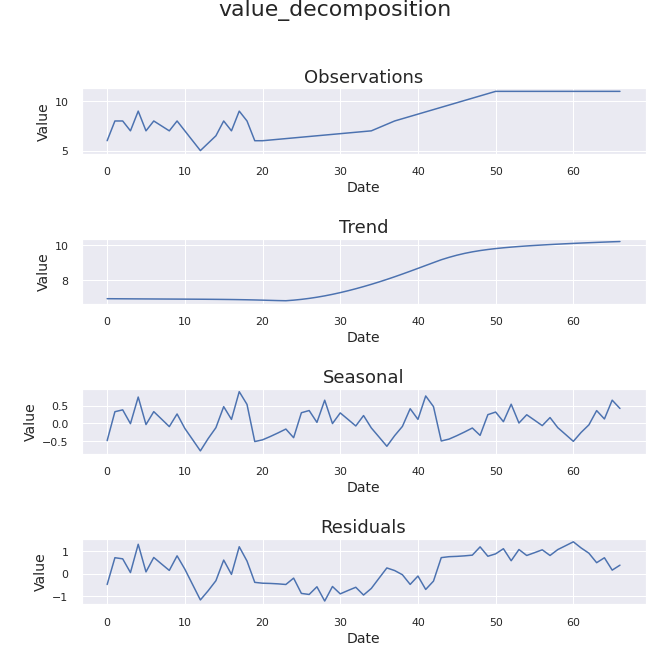 value_decomposition
Observations
Value
10
5
0 10 20 30 40 50 60
Date
Trend
Value
10
8
0 10 20 30 40 50 60
Date
Seasonal
Value
0.5
0.0
−0.5
0 10 20 30 40 50 60
Date
Residuals
Value
1
0
−1
0 10 20 30 40 50 60
Date